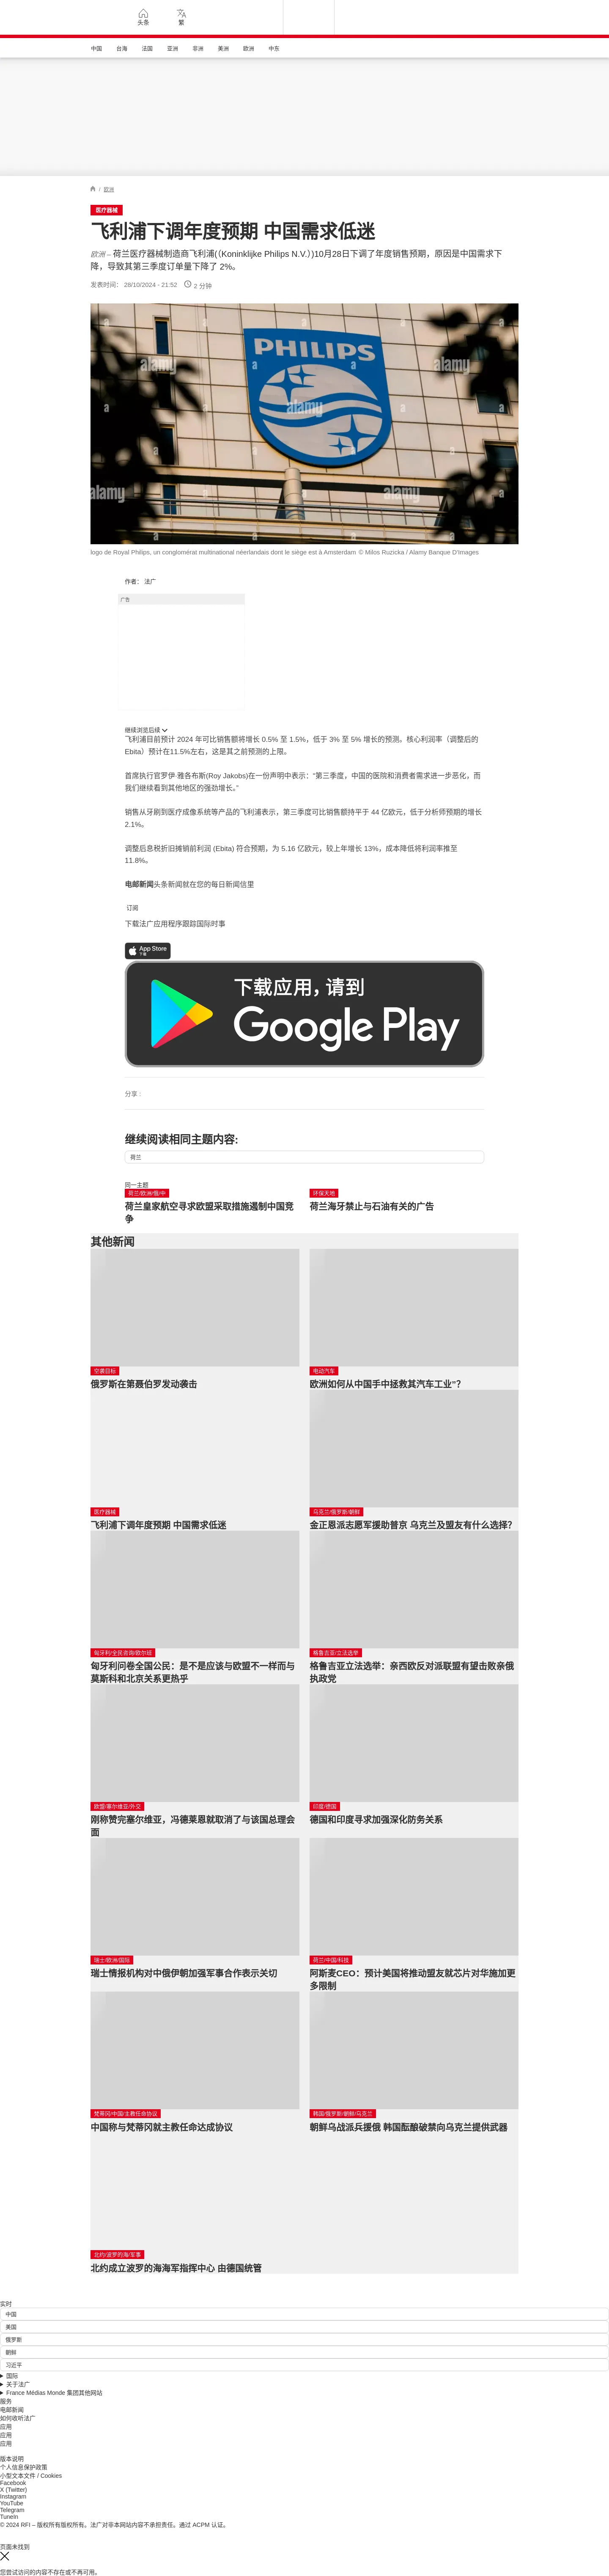 头条
繁
中国
台海
法国
亚洲
非洲
美洲
欧洲
中东
/ 欧洲
医疗器械
飞利浦下调年度预期 中国需求低迷
欧洲 – 荷兰医疗器械制造商飞利浦((Koninklijke Philips N.V.))10月28日下调了年度销售预期，原因是中国需求下
降，导致其第三季度订单量下降了 2%。
发表时间： 28/10/2024 - 21:52
2 分钟
PHILIPS
alamy
logo de Royal Philips, un conglomérat multinational néerlandais dont le siège est à Amsterdam © Milos Ruzicka / Alamy Banque D'Images
作者： 法广
广告
继续浏览后续
飞利浦目前预计 2024 年可比销售额将增长 0.5% 至 1.5%，低于 3% 至 5% 增长的预测。核心利润率（调整后的
Ebita）预计在11.5%左右，这是其之前预测的上限。
首席执行官罗伊·雅各布斯(Roy Jakobs)在一份声明中表示：“第三季度，中国的医院和消费者需求进一步恶化，而
我们继续看到其他地区的强劲增长。”
销售从牙刷到医疗成像系统等产品的飞利浦表示，第三季度可比销售额持平于 44 亿欧元，低于分析师预期的增长
2.1%。
调整后息税折旧摊销前利润 (Ebita) 符合预期，为 5.16 亿欧元，较上年增长 13%，成本降低将利润率推至
11.8%。
电邮新闻头条新闻就在您的每日新闻信里
订阅
下载法广应用程序跟踪国际时事
App Store
下载
下载应用，请到
Google Play
分享 :
继续阅读相同主题内容:
荷兰
同一主题
荷兰/欧洲/俄/中
荷兰皇家航空寻求欧盟采取措施遏制中国竞
争
环保天地
荷兰海牙禁止与石油有关的广告
其他新闻
空袭目标
俄罗斯在第聂伯罗发动袭击
电动汽车
欧洲如何从中国手中拯救其汽车工业“？
医疗器械
飞利浦下调年度预期 中国需求低迷
乌克兰/俄罗斯/朝鲜
金正恩派志愿军援助普京 乌克兰及盟友有什么选择？
匈牙利/全民咨询/欧尔班
匈牙利问卷全国公民：是不是应该与欧盟不一样而与
莫斯科和北京关系更热乎
格鲁吉亚/立法选举
格鲁吉亚立法选举：亲西欧反对派联盟有望击败亲俄
执政党
欧盟/塞尔维亚/外交
刚称赞完塞尔维亚，冯德莱恩就取消了与该国总理会
面
印度/德国
德国和印度寻求加强深化防务关系
瑞士/欧洲/国际
瑞士情报机构对中俄伊朝加强军事合作表示关切
荷兰/中国/科技
阿斯麦CEO：预计美国将推动盟友就芯片对华施加更
多限制
梵蒂冈/中国/主教任命协议
中国称与梵蒂冈就主教任命达成协议
韩国/俄罗斯/朝鲜/乌克兰
朝鲜乌战派兵援俄 韩国酝酿破禁向乌克兰提供武器
北约/波罗的海/军事
北约成立波罗的海海军指挥中心 由德国统管
实时
中国
美国
俄罗斯
朝鲜
习近平
国际
关于法广
France Médias Monde 集团其他网站
服务
电邮新闻
如何收听法广
应用
应用
应用
版本说明
个人信息保护政策
小型文本文件 / Cookies
Facebook
X (Twitter)
Instagram
YouTube
Telegram
TuneIn
© 2024 RFI – 版权所有版权所有。法广对非本网站内容不承担责任。通过 ACPM 认证。
页面未找到
您尝试访问的内容不存在或不再可用。